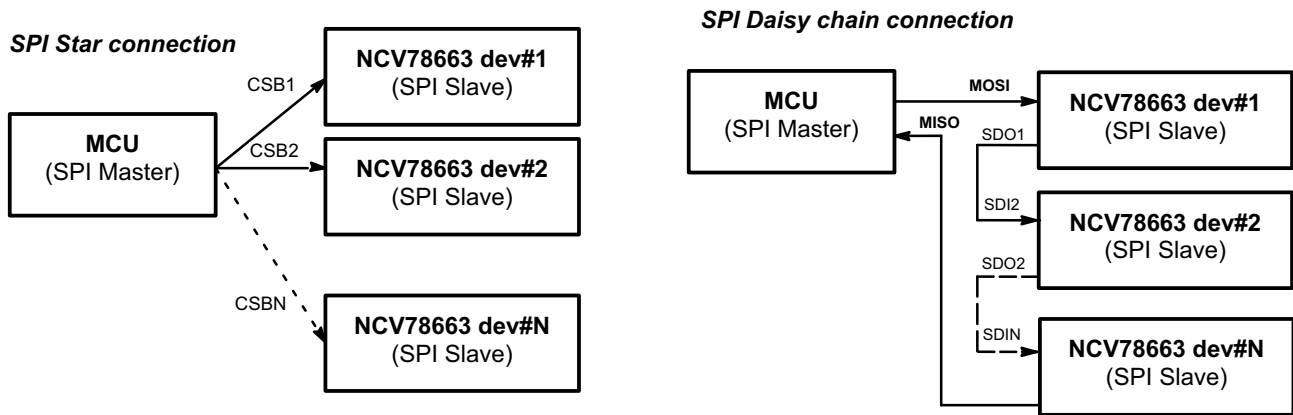 SPI Star connection
NCV78663 dev#1
(SPI Slave)
CSB1
MCU
(SPI Master)
CSB2
NCV78663 dev#2
(SPI Slave)
CSBN
NCV78663 dev#N
(SPI Slave)
SPI Daisy chain connection
MCU
(SPI Master)
MOSI
MISO
NCV78663 dev#1
(SPI Slave)
SDO1
SDI2
NCV78663 dev#2
(SPI Slave)
SDO2
SDIN
NCV78663 dev#N
(SPI Slave)